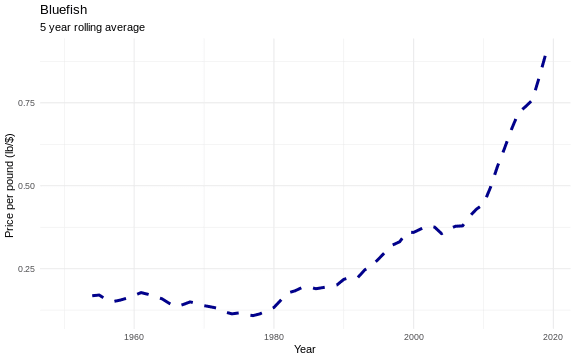 Bluefish
5 year rolling average
Price per pound (lb/$)
0.75
0.50
0.25
1960 1980 2000 2020
Year